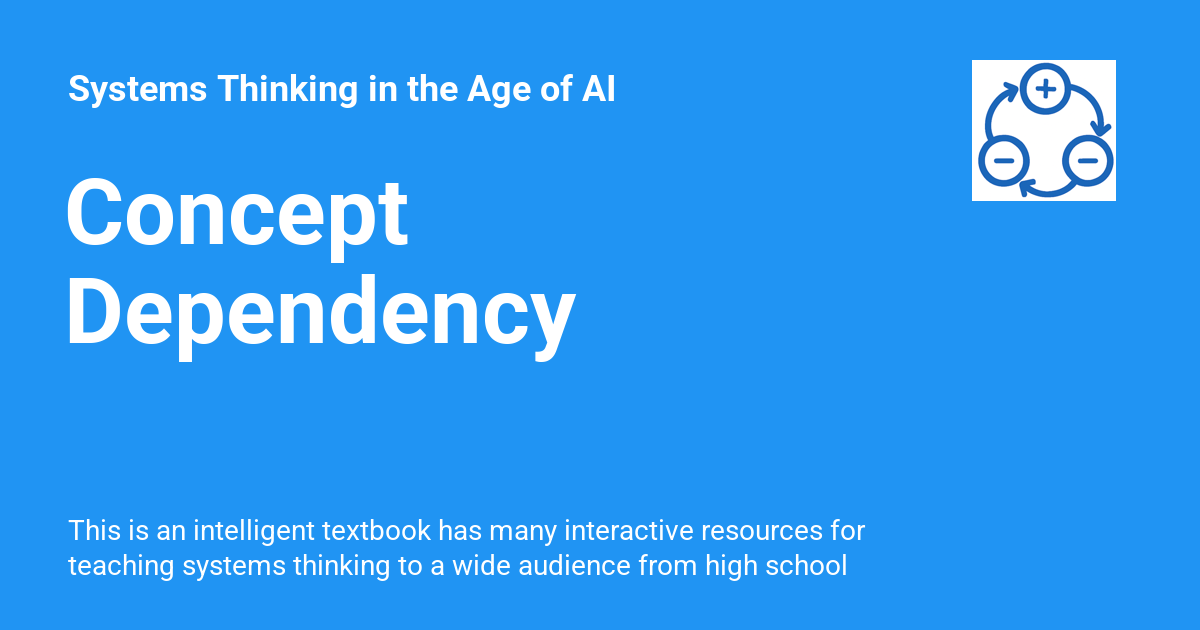 Systems Thinking in the Age of AI
Concept
Dependency
This is an intelligent textbook has many interactive resources for
teaching systems thinking to a wide audience from high school